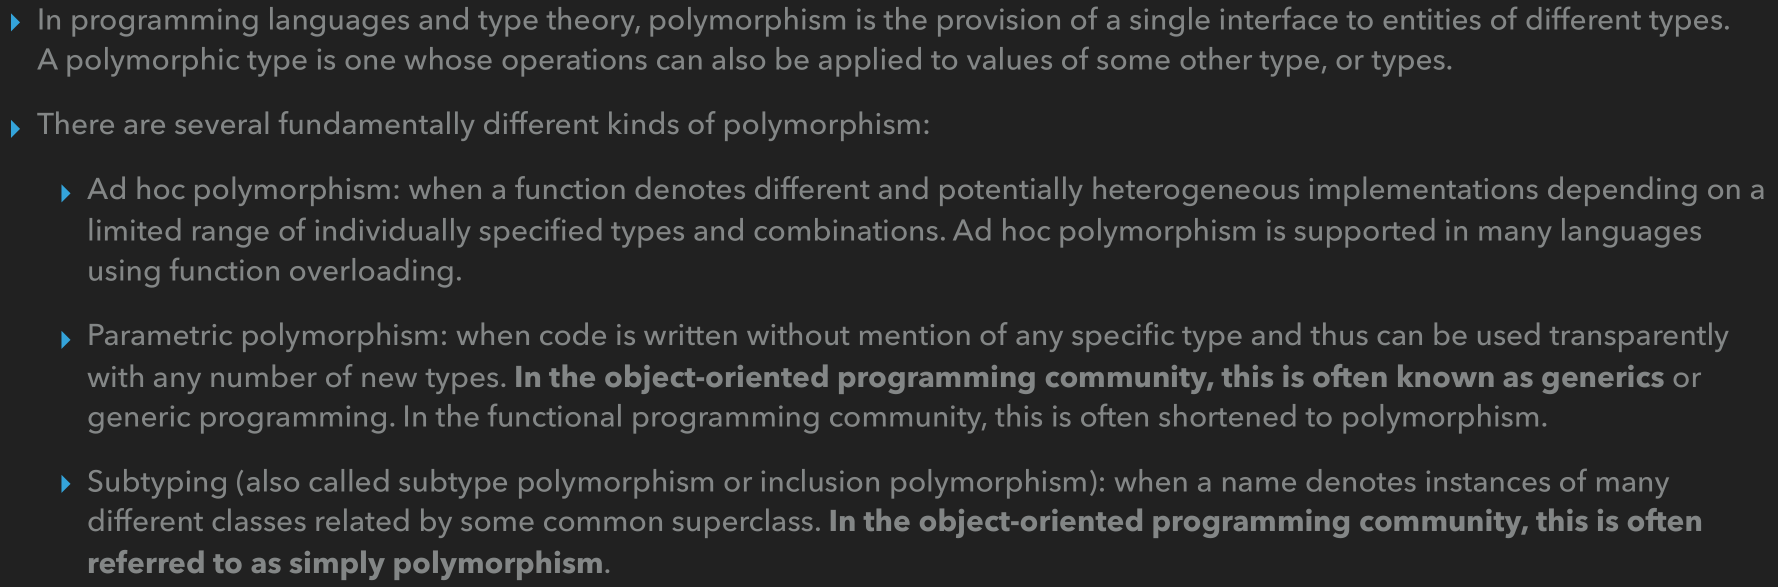 In programming languages and type theory, polymorphism is the provision of a single interface to entities of different types.
A polymorphic type is one whose operations can also be applied to values of some other type, or types.
There are several fundamentally different kinds of polymorphism:
Ad hoc polymorphism: when a function denotes different and potentially heterogeneous implementations depending on a
limited range of individually specified types and combinations. Ad hoc polymorphism is supported in many languages
using function overloading.
Parametric polymorphism: when code is written without mention of any specific type and thus can be used transparently
with any number of new types. In the object-oriented programming community, this is often known as generics or
generic programming. In the functional programming community, this is often shortened to polymorphism.
Subtyping (also called subtype polymorphism or inclusion polymorphism): when a name denotes instances of many
different classes related by some common superclass. In the object-oriented programming community, this is often
referred to as simply polymorphism.